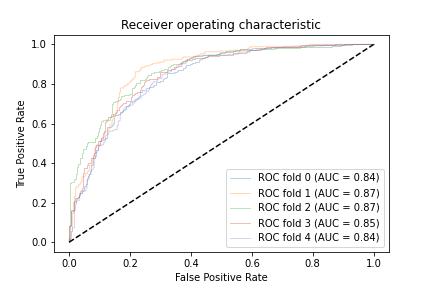 Receiver operating characteristic
True Positive Rate
1.0
0.8
0.6
0.4
0.2
0.0
ROC fold 0 (AUC = 0.84)
ROC fold 1 (AUC = 0.87)
ROC fold 2 (AUC = 0.87)
ROC fold 3 (AUC = 0.85)
ROC fold 4 (AUC = 0.84)
0.0 0.2 0.4 0.6 0.8 1.0
False Positive Rate